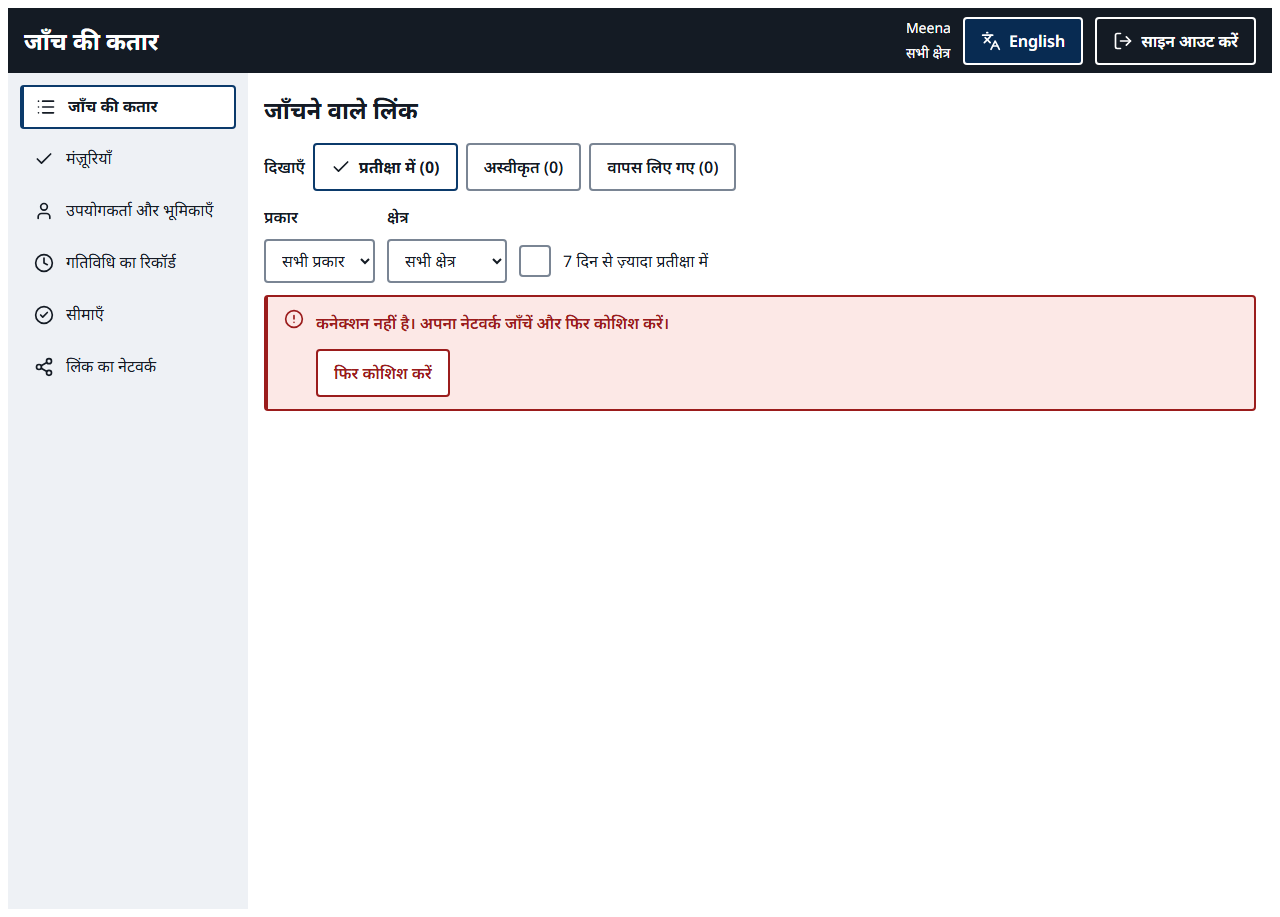 जाँच की कतार
Meena
सभी क्षेत्र
English
साइन आउट करें
जाँच की कतार
मंज़ूरियाँ
उपयोगकर्ता और भूमिकाएँ
गतिविधि का रिकॉर्ड
सीमाएँ
लिंक का नेटवर्क
जाँचने वाले लिंक
दिखाएँ
प्रतीक्षा में (0)
अस्वीकृत (0)
वापस लिए गए (0)
प्रकार
क्षेत्र
सभी प्रकार
सभी क्षेत्र
7 दिन से ज़्यादा प्रतीक्षा में
कनेक्शन नहीं है। अपना नेटवर्क जाँचें और फिर कोशिश करें।
फिर कोशिश करें